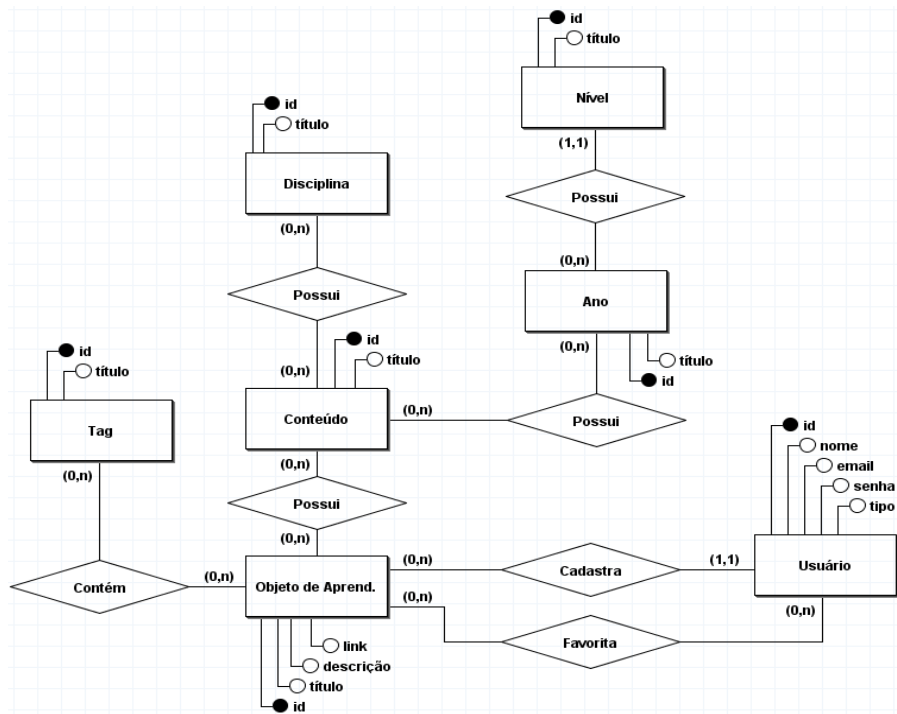 id
título
Nível
(1,1)
Possui
(0,n)
Ano
(0,n)
título
id
id
título
Disciplina
(0,n)
Possui
(0,n)
id
título
Conteúdo
(0,n)
Possui
(0,n)
Possui
(0,n)
id
título
Tag
(0,n)
Contém
(0,n)
Objeto de Aprend.
link
descrição
título
id
(0,n)
Cadastra
(1,1)
(0,n)
Favorita
(0,n)
id
nome
email
senha
tipo
Usuário